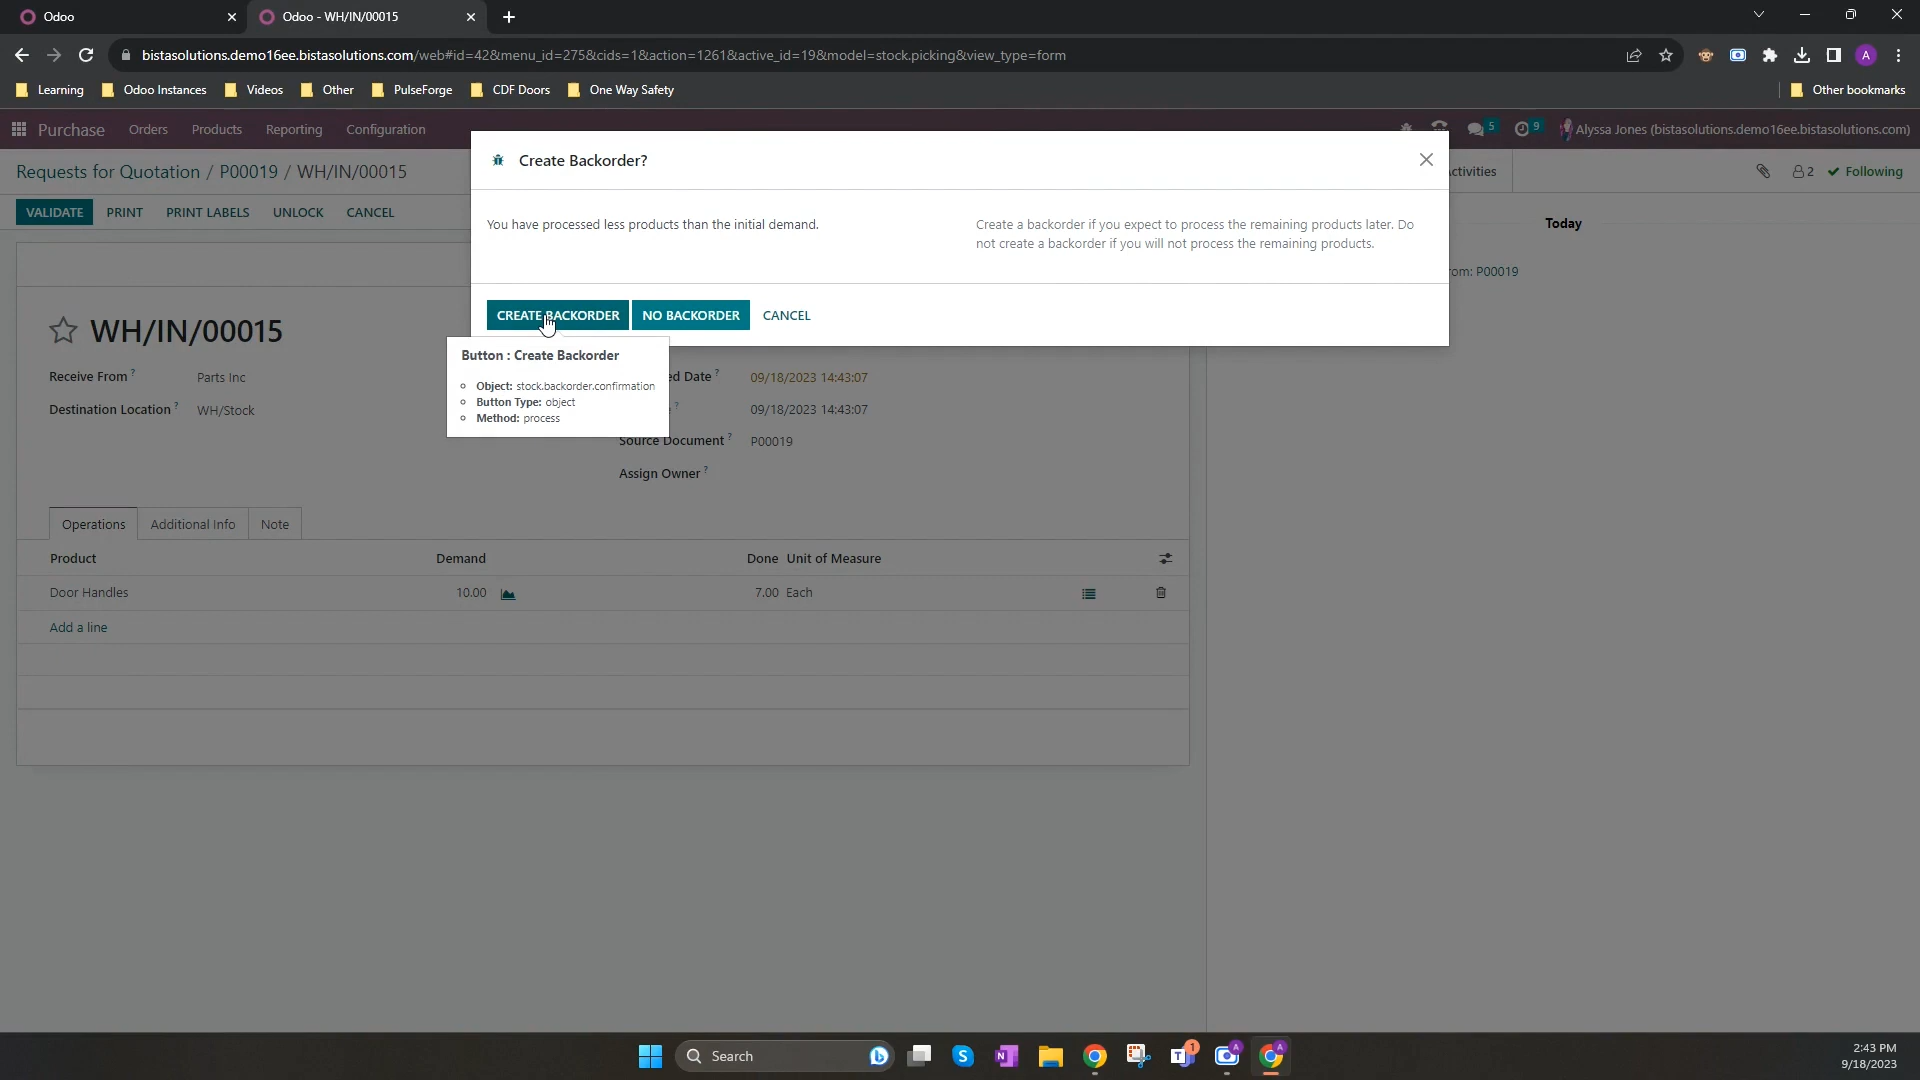 Odoo
Odoo - WH/IN/00015
bistasolutions.demo16ee.bistasolutions.com/web#id=42&menu_id=275&cids=1&action=1261&active_id=19&model=stock.picking&view_type=form
A
Learning Odoo Instances Videos Other PulseForge CDF Doors One Way Safety Other bookmarks
Purchase Orders Products Reporting Configuration 5 9 Alyssa Jones (bistasolutions.demo16ee.bistasolutions.com)
Requests for Quotation / P00019 / WH/IN/00015
Create Backorder?
ctivities 2 Following
VALIDATE PRINT PRINT LABELS UNLOCK CANCEL
Today
You have processed less products than the initial demand.
Create a backorder if you expect to process the remaining products later. Do
not create a backorder if you will not process the remaining products.
om: P00019
CREATE BACKORDER NO BACKORDER CANCEL
WH/IN/00015
Button : Create Backorder
Object: stock.backorder.confirmation
Button Type: object
Method: process
Receive From ? Parts Inc
ed Date ? 09/18/2023 14:43:07
Destination Location ? WH/Stock
? 09/18/2023 14:43:07
Source Document ? P00019
Assign Owner ?
Operations Additional Info Note
Product Demand Done Unit of Measure
Door Handles 10.00 7.00 Each
Add a line
Search
1
2:43 PM
9/18/2023